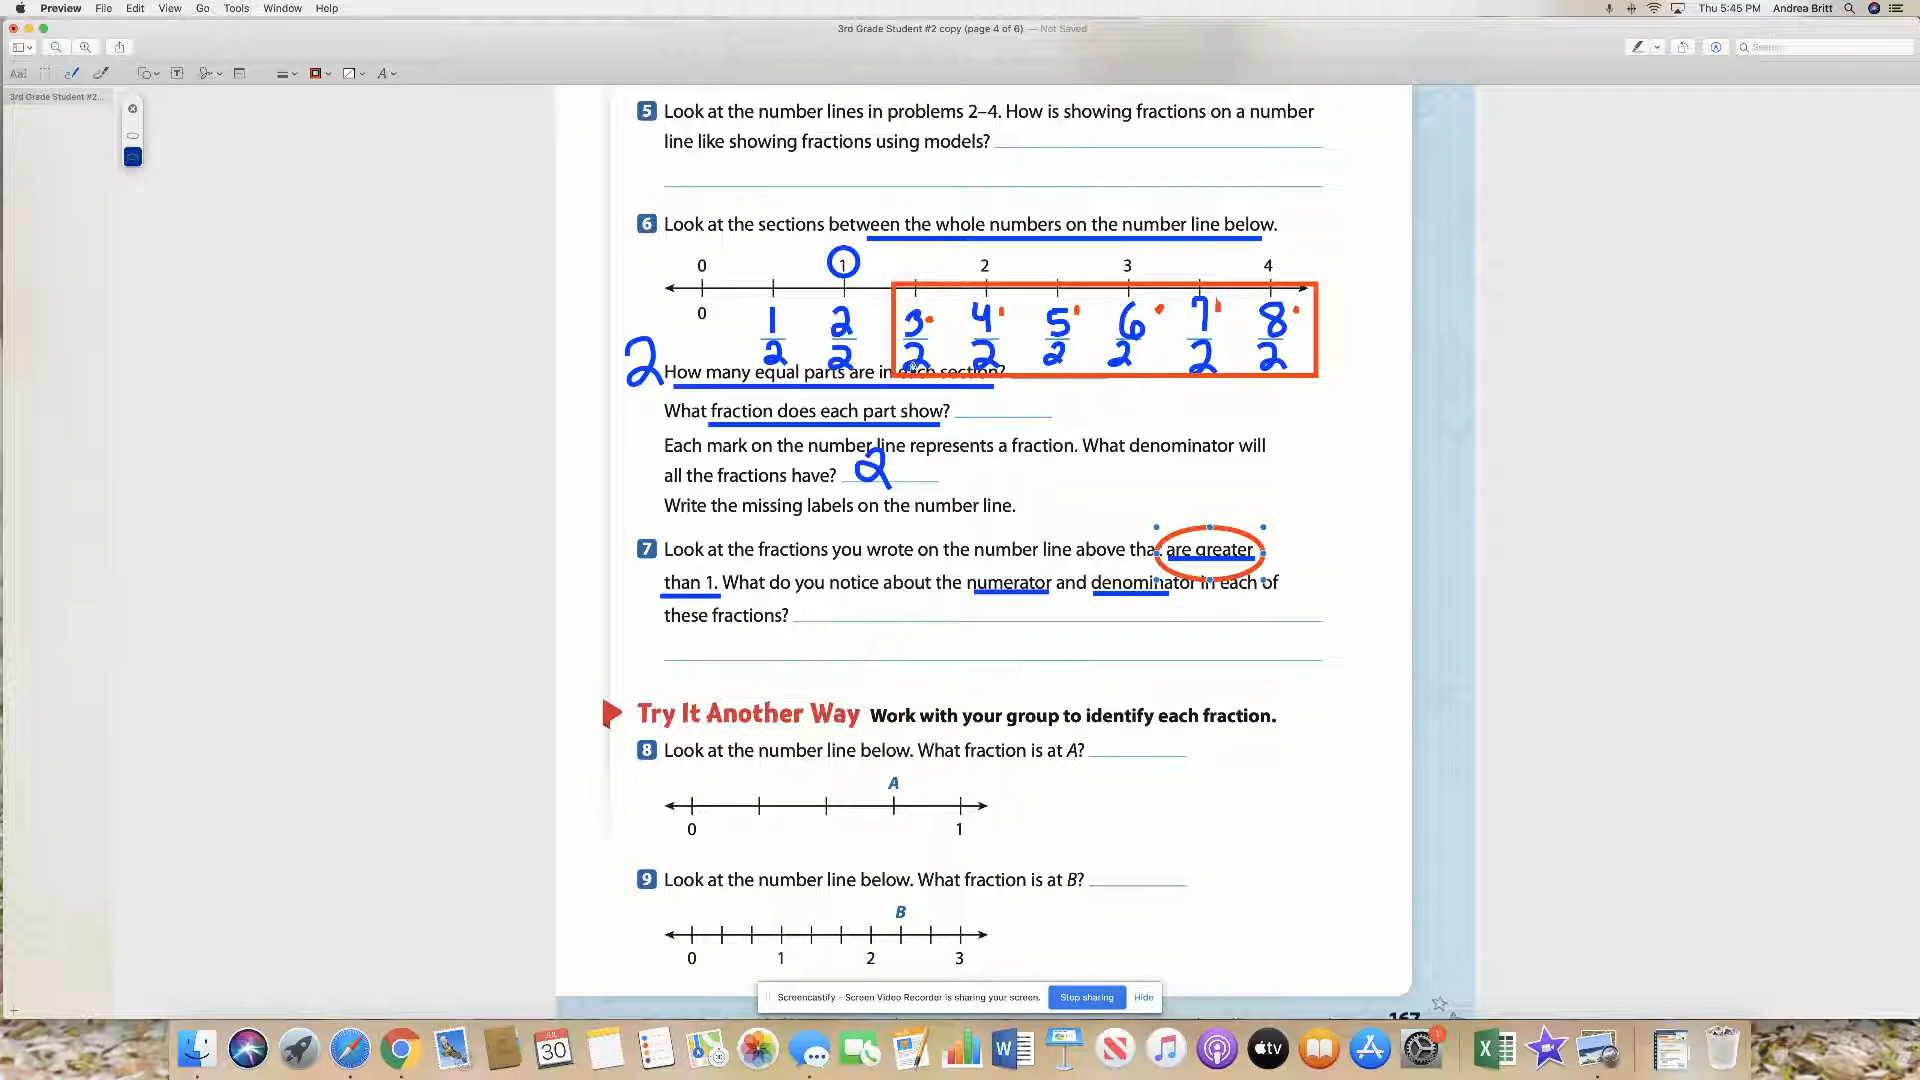 Preview File Edit View Go Tools Window Help Thu 5:45 PM Andrea Britt
3rd Grade Student #2 copy (page 4 of 6) — Not Saved
Search
AaI
3rd Grade Student #2...
5 Look at the number lines in problems 2–4. How is showing fractions on a number
line like showing fractions using models?
6 Look at the sections between the whole numbers on the number line below.
0 1 2 3 4
0 1/2 2/2 3/2 4/2 5/2 6/2 7/2 8/2
2 How many equal parts are in each section?
What fraction does each part show?
Each mark on the number line represents a fraction. What denominator will
all the fractions have? 2
Write the missing labels on the number line.
7 Look at the fractions you wrote on the number line above that are greater
than 1. What do you notice about the numerator and denominator in each of
these fractions?
Try It Another Way Work with your group to identify each fraction.
8 Look at the number line below. What fraction is at A?
A
0 1
9 Look at the number line below. What fraction is at B?
B
0 1 2 3
Screencastify - Screen Video Recorder is sharing your screen. Stop sharing Hide
167
JUL
30
tv
1